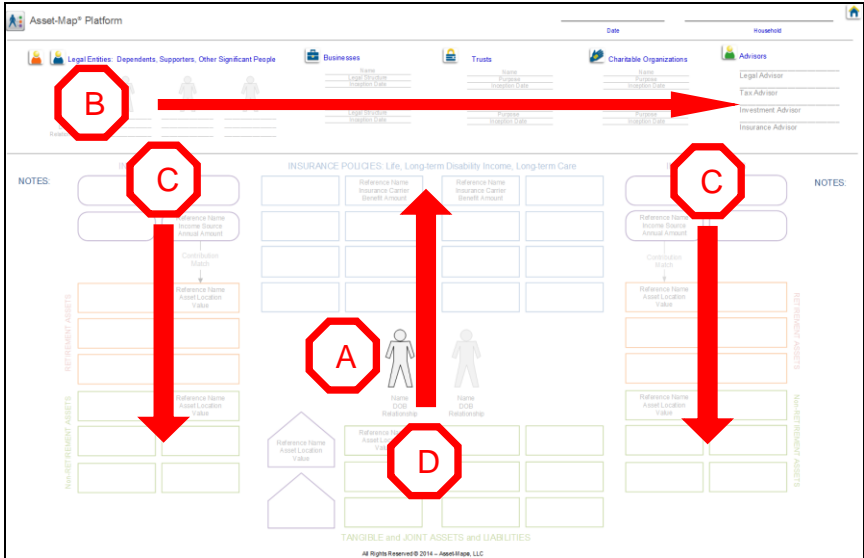 Asset-Map® Platform
Date
Household
Legal Entities: Dependents, Supporters, Other Significant People
Businesses
Trusts
Charitable Organizations
Advisors
Name
Legal Structure
Inception Date
Name
Purpose
Inception Date
Name
Purpose
Inception Date
Legal Advisor
Tax Advisor
Investment Advisor
Insurance Advisor
B
Legal Structure
Inception Date
Purpose
Inception Date
Purpose
Inception Date
NOTES:
INSURANCE POLICIES: Life, Long-term Disability Income, Long-term Care
NOTES:
C
C
Reference Name
Insurance Carrier
Benefit Amount
Reference Name
Insurance Carrier
Benefit Amount
Reference Name
Income Source
Annual Amount
Reference Name
Income Source
Annual Amount
Contribution
Match
Contribution
Match
RETIREMENT ASSETS
Reference Name
Asset Location
Value
Reference Name
Asset Location
Value
RETIREMENT ASSETS
A
Name
DOB
Relationship
Name
DOB
Relationship
Non-RETIREMENT ASSETS
Reference Name
Asset Location
Value
Reference Name
Asset Location
Value
Non-RETIREMENT ASSETS
Reference Name
Asset Location
Value
Reference Name
D
TANGIBLE and JOINT ASSETS and LIABILITIES
All Rights Reserved © 2014 – Asset-Maps, LLC